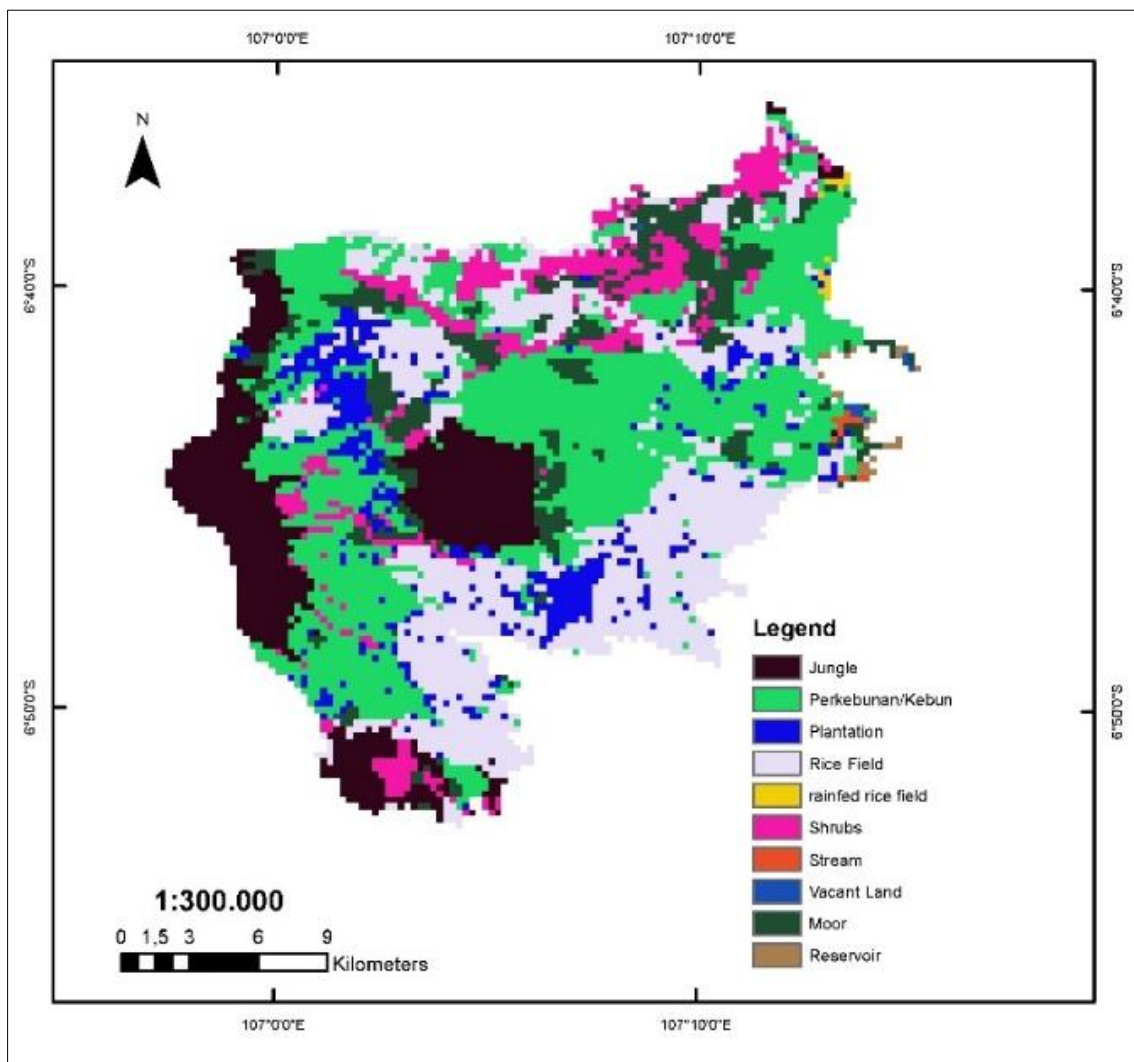 107°0'0"E 107°10'0"E
N
6°40'0"S 6°40'0"S
Legend
Jungle
Perkebunan/Kebun
Plantation
Rice Field
rainfed rice field
Shrubs
Stream
Vacant Land
Moor
Reservoir
6°50'0"S 6°50'0"S
1:300.000
0 1,5 3 6 9
Kilometers
107°0'0"E 107°10'0"E